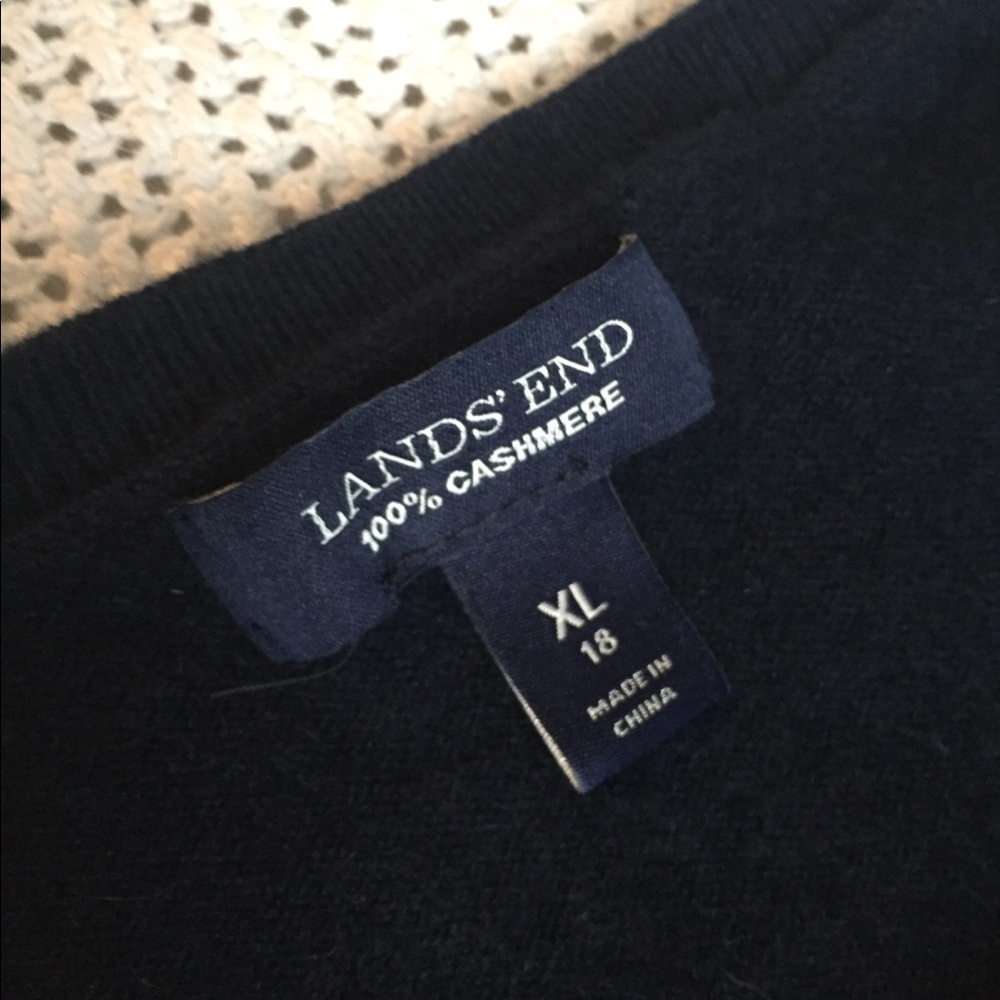 LANDS' END
100% CASHMERE
XL
18
MADE IN
CHINA